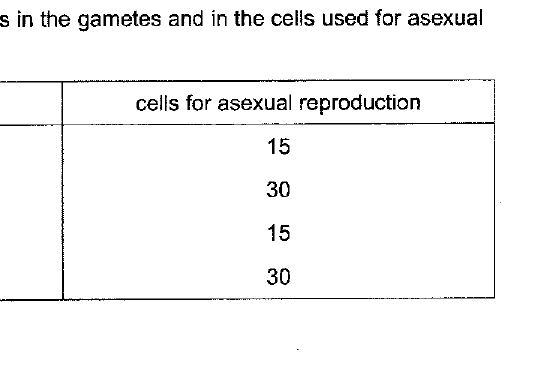 s in the gametes and in the cells used for asexual
cells for asexual reproduction
15
30
15
30